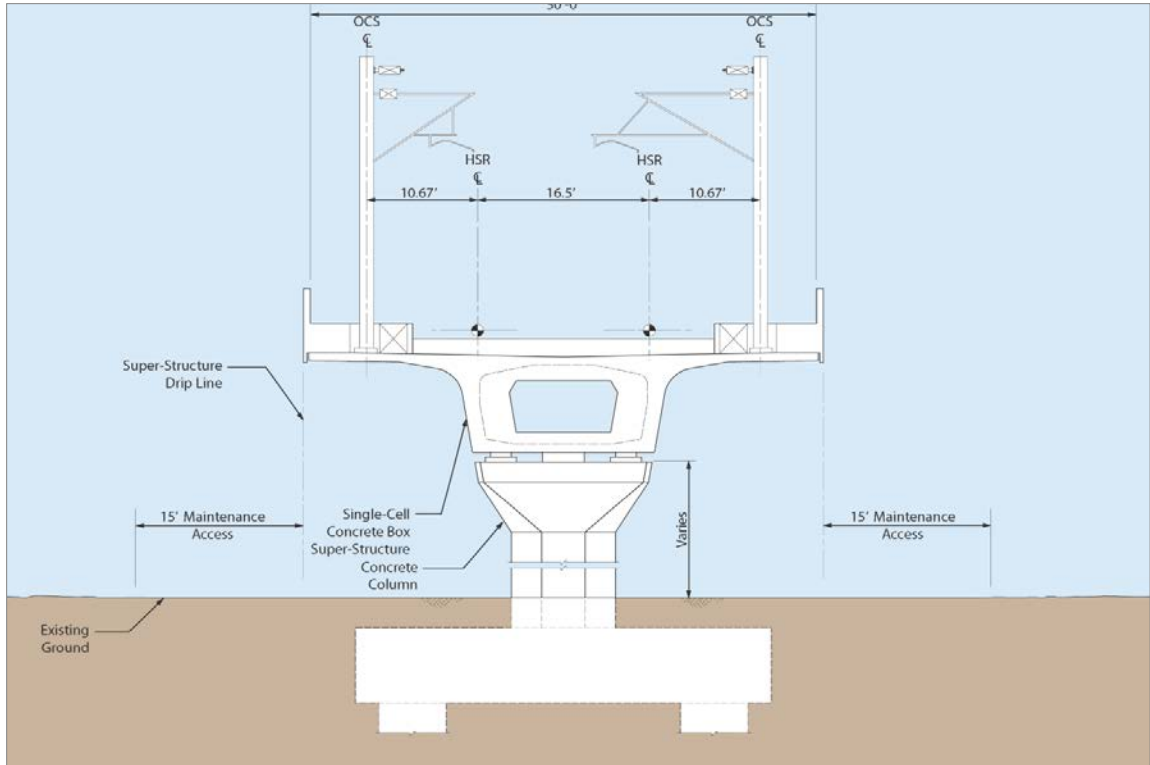 OCS
OCS
℄
℄
HSR
HSR
℄
℄
10.67'
16.5'
10.67'
Super-Structure
Drip Line
15' Maintenance
Access
Single-Cell
Concrete Box
Super-Structure
Concrete
Column
Varies
15' Maintenance
Access
Existing
Ground